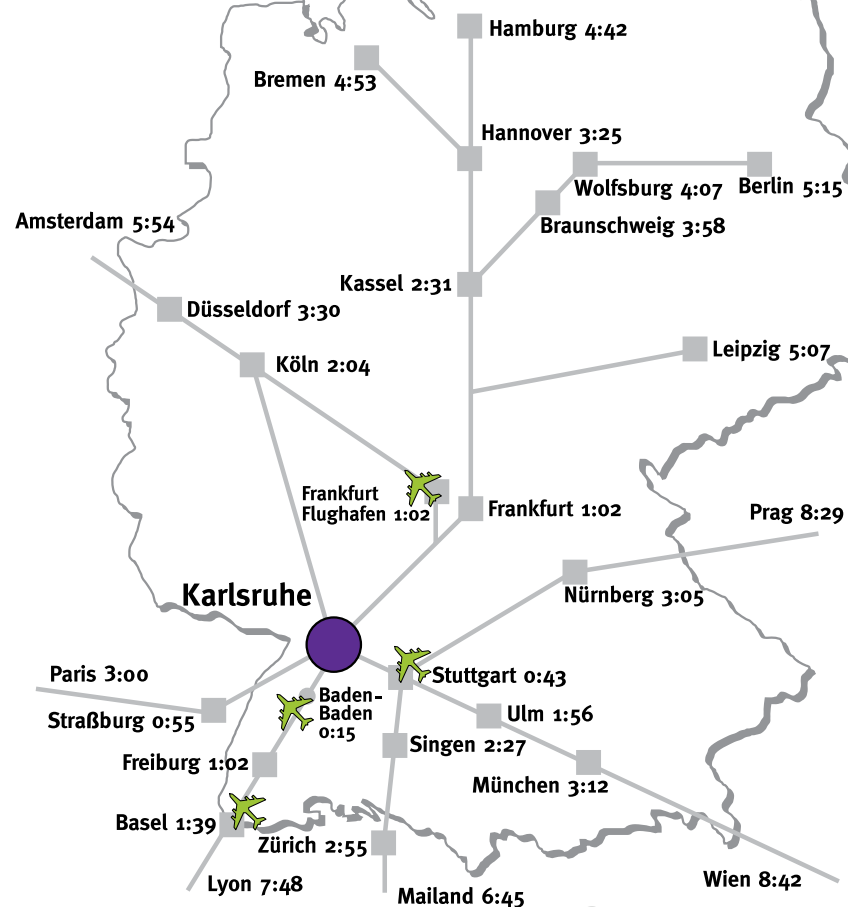 Hamburg 4:42
Bremen 4:53
Hannover 3:25
Wolfsburg 4:07
Berlin 5:15
Amsterdam 5:54
Braunschweig 3:58
Kassel 2:31
Düsseldorf 3:30
Leipzig 5:07
Köln 2:04
Frankfurt
Flughafen 1:02
Frankfurt 1:02
Prag 8:29
Karlsruhe
Nürnberg 3:05
Paris 3:00
Stuttgart 0:43
Straßburg 0:55
Baden-
Baden
0:15
Ulm 1:56
Singen 2:27
Freiburg 1:02
München 3:12
Basel 1:39
Zürich 2:55
Lyon 7:48
Wien 8:42
Mailand 6:45